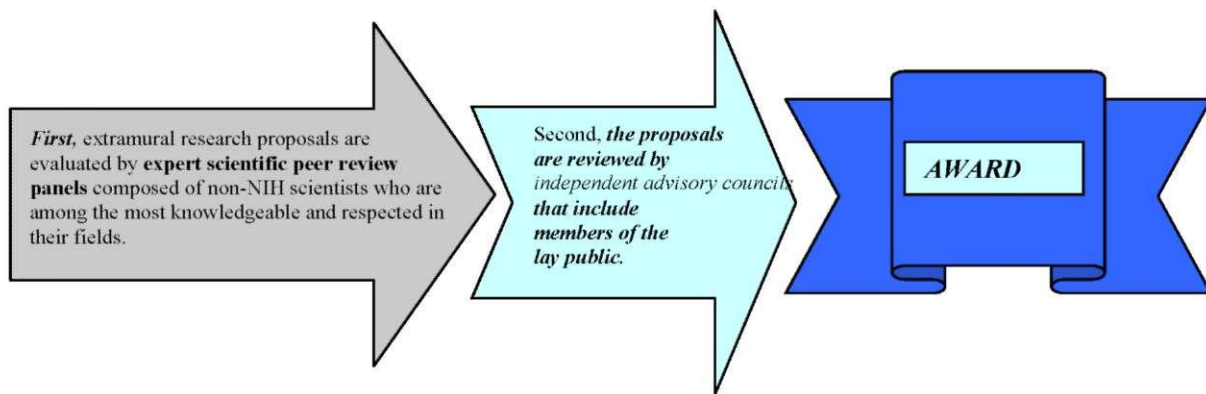 First, extramural research proposals are
evaluated by expert scientific peer review
panels composed of non-NIH scientists who are
among the most knowledgeable and respected in
their fields.
Second, the proposals
are reviewed by
independent advisory councils
that include
members of the
lay public.
AWARD